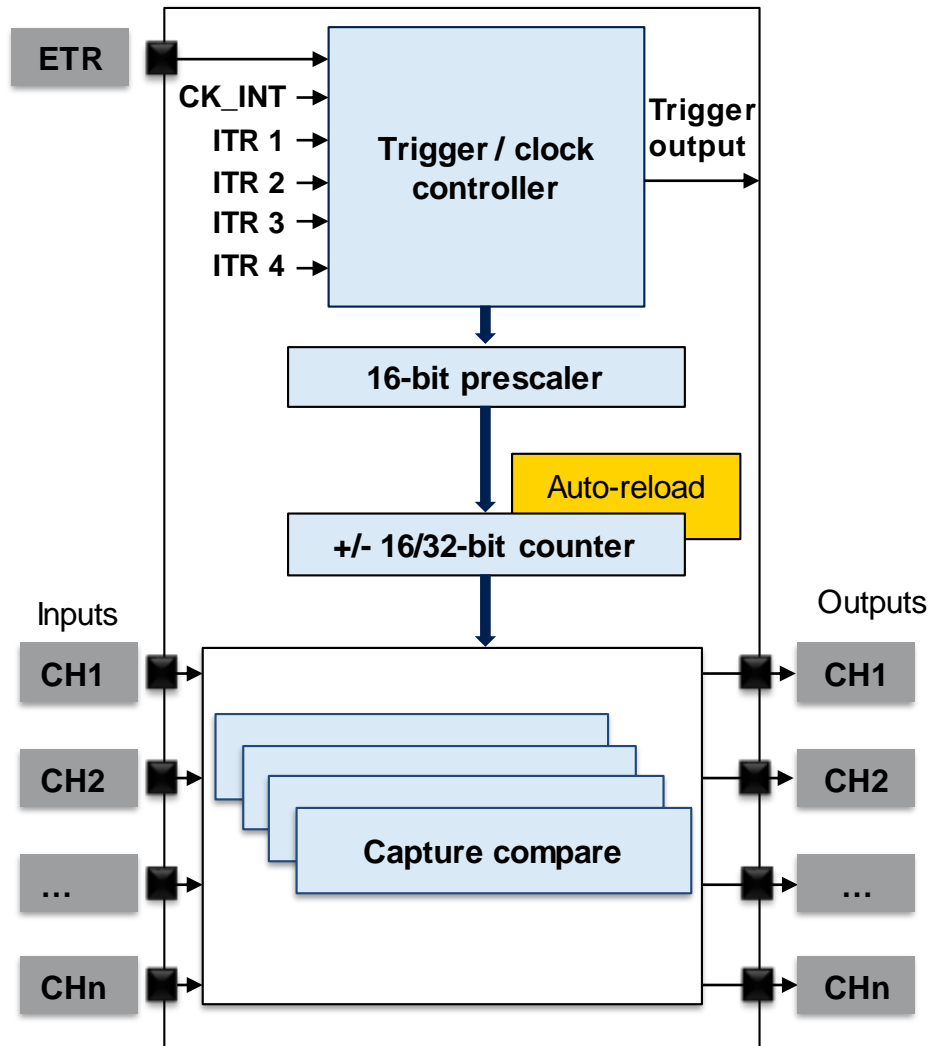 ETR
CK_INT
ITR 1
ITR 2
ITR 3
ITR 4
Trigger / clock
controller
Trigger
output
16-bit prescaler
Auto-reload
+/- 16/32-bit counter
Inputs
Outputs
CH1
CH1
CH2
CH2
Capture compare
...
...
CHn
CHn